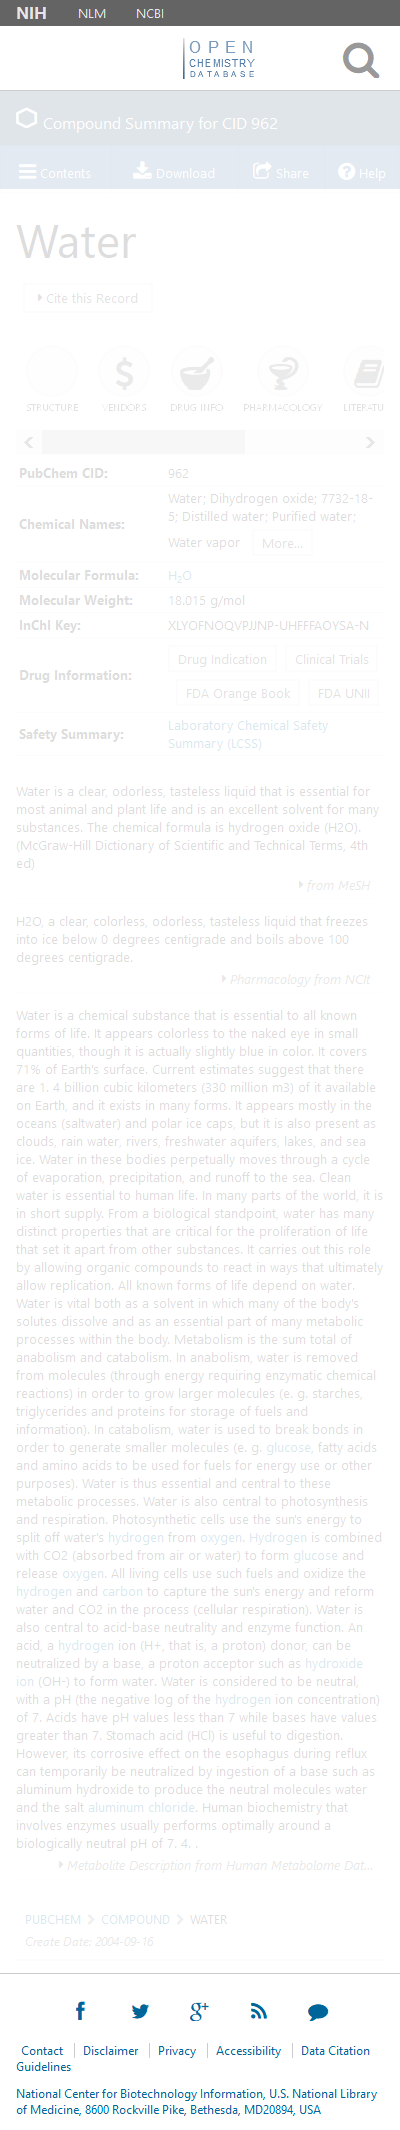 NIH NLM NCBI
OPEN
CHEMISTRY
DATABASE
Compound Summary for CID 962
Contents Download Share Help
Water
Cite this Record
STRUCTURE VENDORS DRUG INFO PHARMACOLOGY LITERATU
PubChem CID: 962
Chemical Names: Water; Dihydrogen oxide; 7732-18-
5; Distilled water; Purified water;
Water vapor More...
Molecular Formula: H2O
Molecular Weight: 18.015 g/mol
InChI Key: XLYOFNOQVPJJNP-UHFFFAOYSA-N
Drug Information: Drug Indication Clinical Trials
FDA Orange Book FDA UNII
Safety Summary: Laboratory Chemical Safety
Summary (LCSS)
Water is a clear, odorless, tasteless liquid that is essential for
most animal and plant life and is an excellent solvent for many
substances. The chemical formula is hydrogen oxide (H2O).
(McGraw-Hill Dictionary of Scientific and Technical Terms, 4th
ed)
from MeSH
H2O, a clear, colorless, odorless, tasteless liquid that freezes
into ice below 0 degrees centigrade and boils above 100
degrees centigrade.
Pharmacology from NCIt
Water is a chemical substance that is essential to all known
forms of life. It appears colorless to the naked eye in small
quantities, though it is actually slightly blue in color. It covers
71% of Earth's surface. Current estimates suggest that there
are 1. 4 billion cubic kilometers (330 million m3) of it available
on Earth, and it exists in many forms. It appears mostly in the
oceans (saltwater) and polar ice caps, but it is also present as
clouds, rain water, rivers, freshwater aquifers, lakes, and sea
ice. Water in these bodies perpetually moves through a cycle
of evaporation, precipitation, and runoff to the sea. Clean
water is essential to human life. In many parts of the world, it is
in short supply. From a biological standpoint, water has many
distinct properties that are critical for the proliferation of life
that set it apart from other substances. It carries out this role
by allowing organic compounds to react in ways that ultimately
allow replication. All known forms of life depend on water.
Water is vital both as a solvent in which many of the body's
solutes dissolve and as an essential part of many metabolic
processes within the body. Metabolism is the sum total of
anabolism and catabolism. In anabolism, water is removed
from molecules (through energy requiring enzymatic chemical
reactions) in order to grow larger molecules (e. g. starches,
triglycerides and proteins for storage of fuels and
information). In catabolism, water is used to break bonds in
order to generate smaller molecules (e. g. glucose, fatty acids
and amino acids to be used for fuels for energy use or other
purposes). Water is thus essential and central to these
metabolic processes. Water is also central to photosynthesis
and respiration. Photosynthetic cells use the sun's energy to
split off water's hydrogen from oxygen. Hydrogen is combined
with CO2 (absorbed from air or water) to form glucose and
release oxygen. All living cells use such fuels and oxidize the
hydrogen and carbon to capture the sun's energy and reform
water and CO2 in the process (cellular respiration). Water is
also central to acid-base neutrality and enzyme function. An
acid, a hydrogen ion (H+, that is, a proton) donor, can be
neutralized by a base, a proton acceptor such as hydroxide
ion (OH-) to form water. Water is considered to be neutral,
with a pH (the negative log of the hydrogen ion concentration)
of 7. Acids have pH values less than 7 while bases have values
greater than 7. Stomach acid (HCl) is useful to digestion.
However, its corrosive effect on the esophagus during reflux
can temporarily be neutralized by ingestion of a base such as
aluminum hydroxide to produce the neutral molecules water
and the salt aluminum chloride. Human biochemistry that
involves enzymes usually performs optimally around a
biologically neutral pH of 7. 4. .
Metabolite Description from Human Metabolome Dat...
PUBCHEM COMPOUND WATER
Create Date: 2004-09-16
Contact Disclaimer Privacy Accessibility Data Citation
Guidelines
National Center for Biotechnology Information, U.S. National Library
of Medicine, 8600 Rockville Pike, Bethesda, MD20894, USA